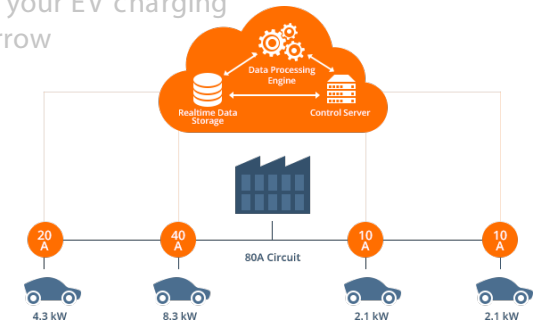 your EV charging
rrow
Data Processing
Engine
Realtime Data
Storage
Control Server
20
A
40
A
80A Circuit
10
A
10
A
4.3 kW
8.3 kW
2.1 kW
2.1 kW